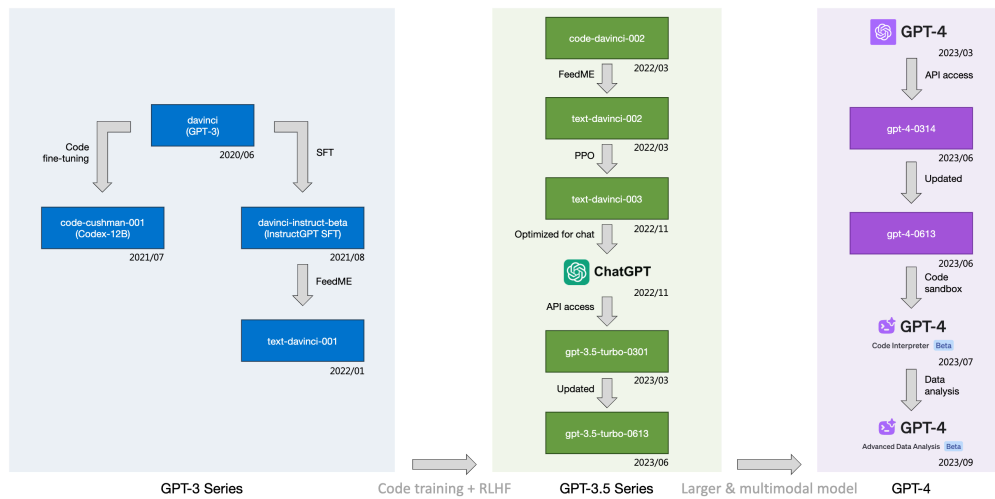 davinci
(GPT-3)
2020/06
Code
fine-tuning
SFT
code-cushman-001
(Codex-12B)
2021/07
davinci-instruct-beta
(InstructGPT SFT)
2021/08
FeedME
text-davinci-001
2022/01
GPT-3 Series
Code training + RLHF
code-davinci-002
2022/03
FeedME
text-davinci-002
2022/03
PPO
text-davinci-003
2022/11
Optimized for chat
ChatGPT
2022/11
API access
gpt-3.5-turbo-0301
2023/03
Updated
gpt-3.5-turbo-0613
2023/06
GPT-3.5 Series
Larger & multimodal model
GPT-4
2023/03
API access
gpt-4-0314
2023/06
Updated
gpt-4-0613
2023/06
Code
sandbox
GPT-4
Code Interpreter Beta
2023/07
Data
analysis
GPT-4
Advanced Data Analysis Beta
2023/09
GPT-4